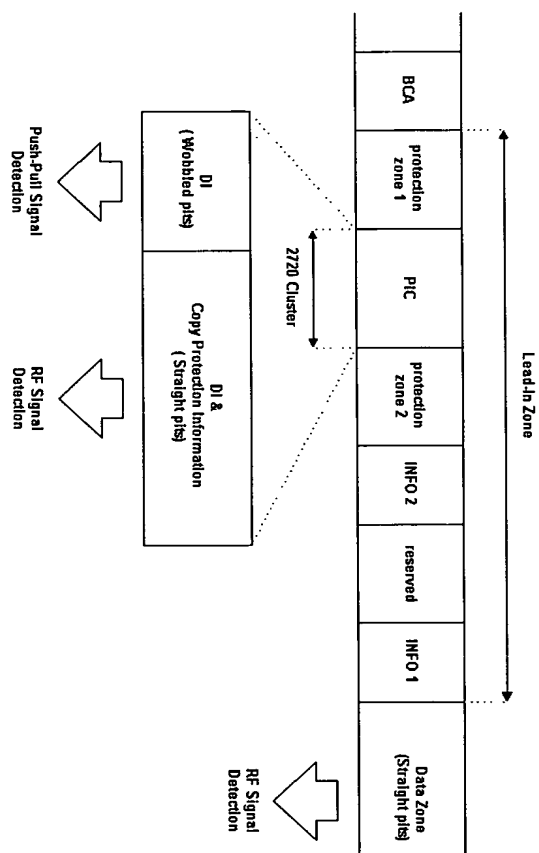 Lead-In Zone
BCA
protection
zone 1
PIC
protection
zone 2
INFO 2
reserved
INFO 1
Data Zone
(Straight pits)
2720 Cluster
DI
( Wobbled pits)
DI &
Copy Protection Information
( Straight pits)
Push-Pull Signal
Detection
RF Signal
Detection
RF Signal
Detection